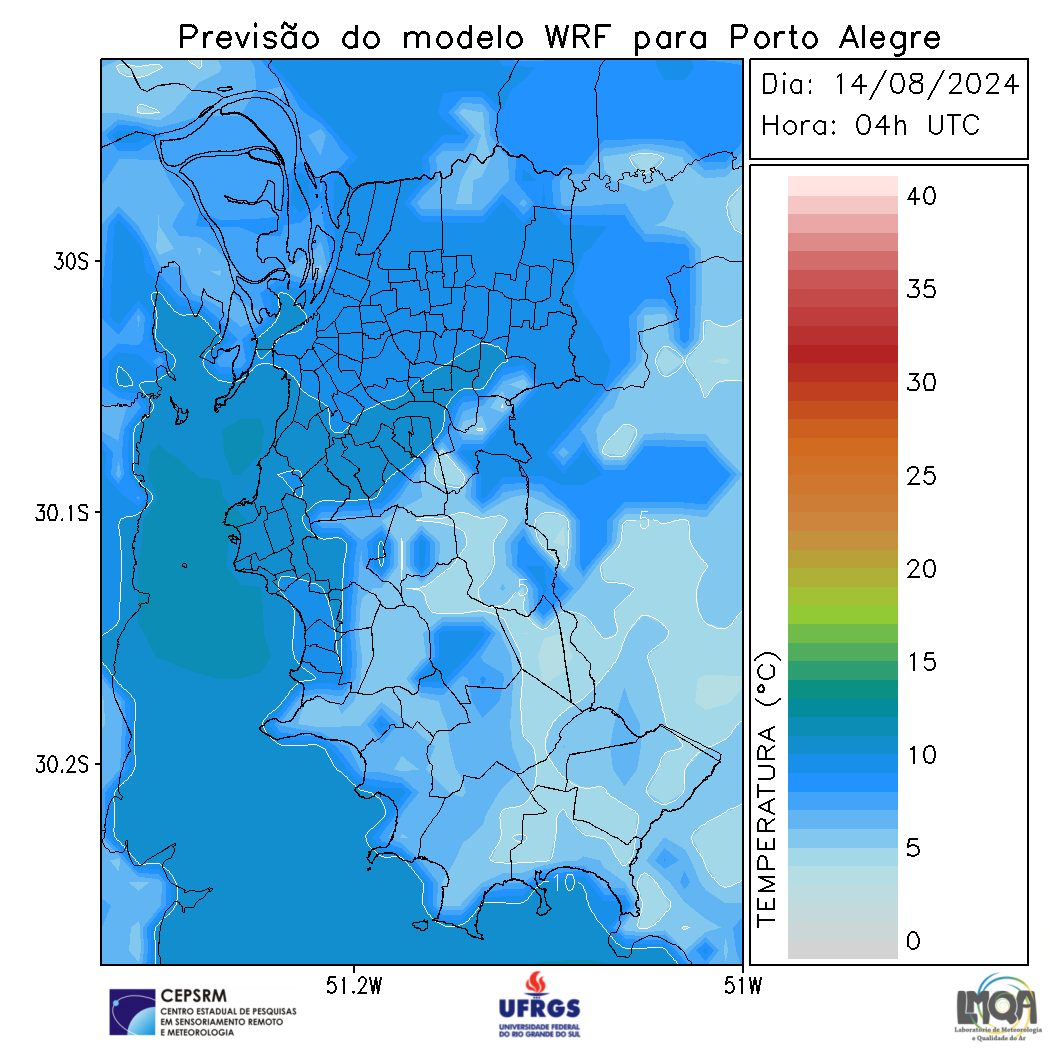 Previsão do modelo WRF para Porto Alegre
Dia: 14/08/2024
Hora: 04h UTC
30S
30.1S
30.2S
51.2W
51W
5
5
10
TEMPERATURA (°C)
40
35
30
25
20
15
10
5
0
CEPSRM
CENTRO ESTADUAL DE PESQUISAS
EM SENSORIAMENTO REMOTO
E METEOROLOGIA
UFRGS
UNIVERSIDADE FEDERAL
DO RIO GRANDE DO SUL
LMQA
Laboratório de Meteorologia
e Qualidade do Ar